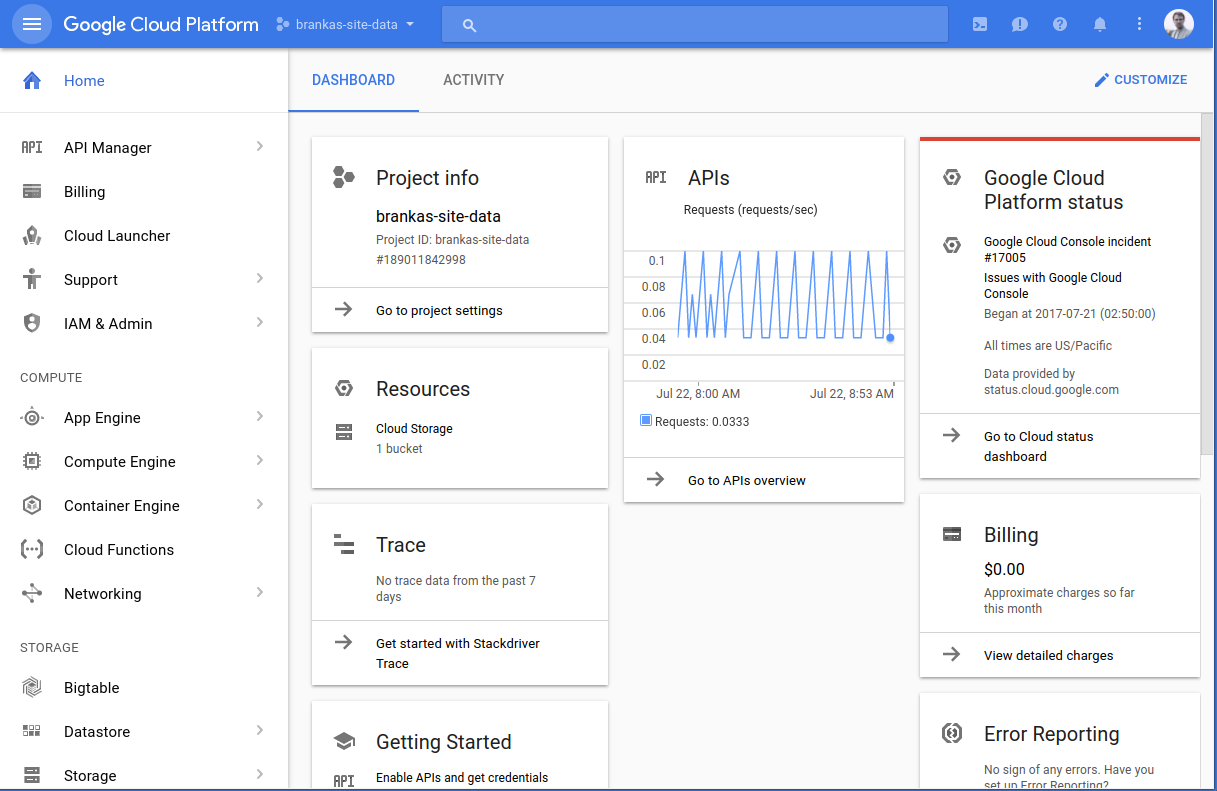 Google Cloud Platform
brankas-site-data
Home
API Manager
Billing
Cloud Launcher
Support
IAM & Admin
COMPUTE
App Engine
Compute Engine
Container Engine
Cloud Functions
Networking
STORAGE
Bigtable
Datastore
Storage
DASHBOARD
ACTIVITY
CUSTOMIZE
Project info
brankas-site-data
Project ID: brankas-site-data
#189011842998
Go to project settings
Resources
Cloud Storage
1 bucket
Trace
No trace data from the past 7
days
Get started with Stackdriver
Trace
Getting Started
API
Enable APIs and get credentials
API
APIs
Requests (requests/sec)
0.1
0.08
0.06
0.04
0.02
Jul 22, 8:00 AM
Jul 22, 8:53 AM
Requests: 0.0333
Go to APIs overview
Google Cloud
Platform status
Google Cloud Console incident
#17005
Issues with Google Cloud
Console
Began at 2017-07-21 (02:50:00)
All times are US/Pacific
Data provided by
status.cloud.google.com
Go to Cloud status
dashboard
Billing
$0.00
Approximate charges so far
this month
View detailed charges
Error Reporting
No sign of any errors. Have you
set up Error Reporting?